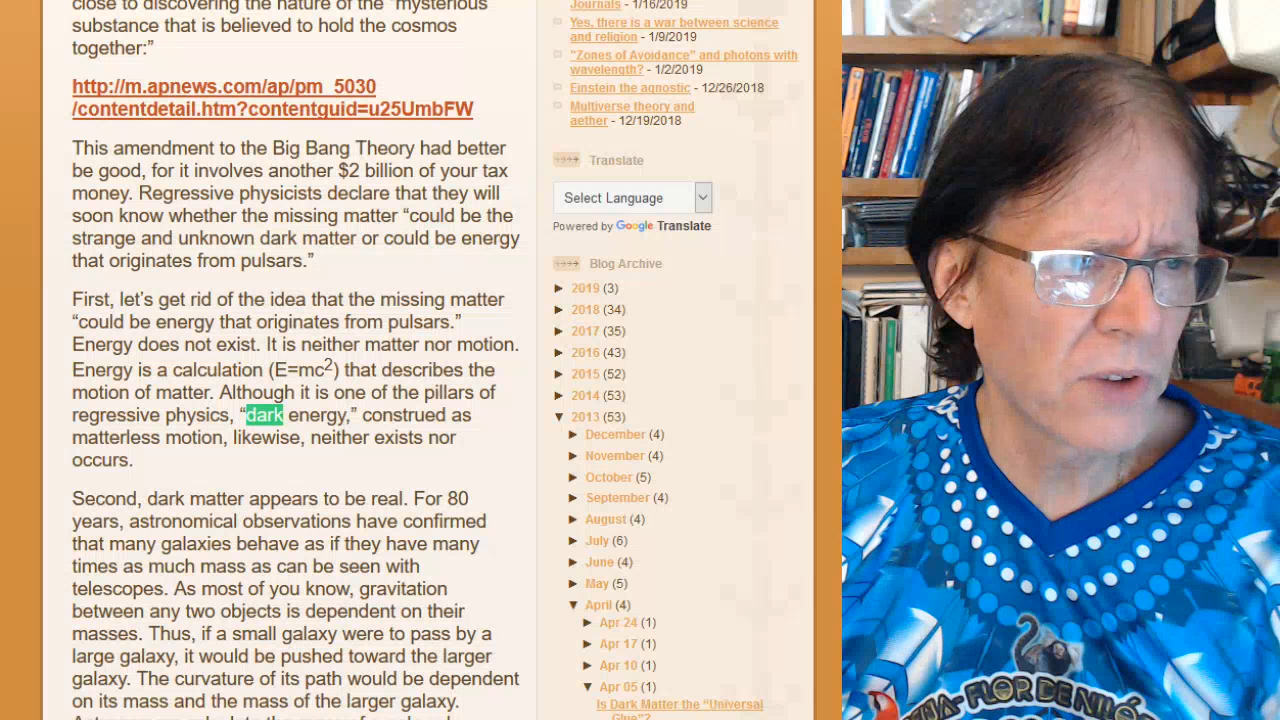 close to discovering the nature of the “mysterious
substance that is believed to hold the cosmos
together:”
http://m.apnews.com/ap/pm_5030
/contentdetail.htm?contentguid=u25UmbFW
This amendment to the Big Bang Theory had better
be good, for it involves another $2 billion of your tax
money. Regressive physicists declare that they will
soon know whether the missing matter “could be the
strange and unknown dark matter or could be energy
that originates from pulsars.”
First, let’s get rid of the idea that the missing matter
“could be energy that originates from pulsars.”
Energy does not exist. It is neither matter nor motion.
Energy is a calculation (E=mc2) that describes the
motion of matter. Although it is one of the pillars of
regressive physics, “dark energy,” construed as
matterless motion, likewise, neither exists nor
occurs.
Second, dark matter appears to be real. For 80
years, astronomical observations have confirmed
that many galaxies behave as if they have many
times as much mass as can be seen with
telescopes. As most of you know, gravitation
between any two objects is dependent on their
masses. Thus, if a small galaxy were to pass by a
large galaxy, it would be pushed toward the larger
galaxy. The curvature of its path would be dependent
on its mass and the mass of the larger galaxy.
Journals - 1/16/2019
Yes, there is a war between science
and religion - 1/9/2019
"Zones of Avoidance" and photons with
wavelength? - 1/2/2019
Einstein the agnostic - 12/26/2018
Multiverse theory and
aether - 12/19/2018
Translate
Select Language
Powered by Google Translate
Blog Archive
► 2019 (3)
► 2018 (34)
► 2017 (35)
► 2016 (43)
► 2015 (52)
► 2014 (53)
▼ 2013 (53)
► December (4)
► November (4)
► October (5)
► September (4)
► August (4)
► July (6)
► June (4)
► May (5)
▼ April (4)
► Apr 24 (1)
► Apr 17 (1)
► Apr 10 (1)
▼ Apr 05 (1)
Is Dark Matter the “Universal
Glue”?